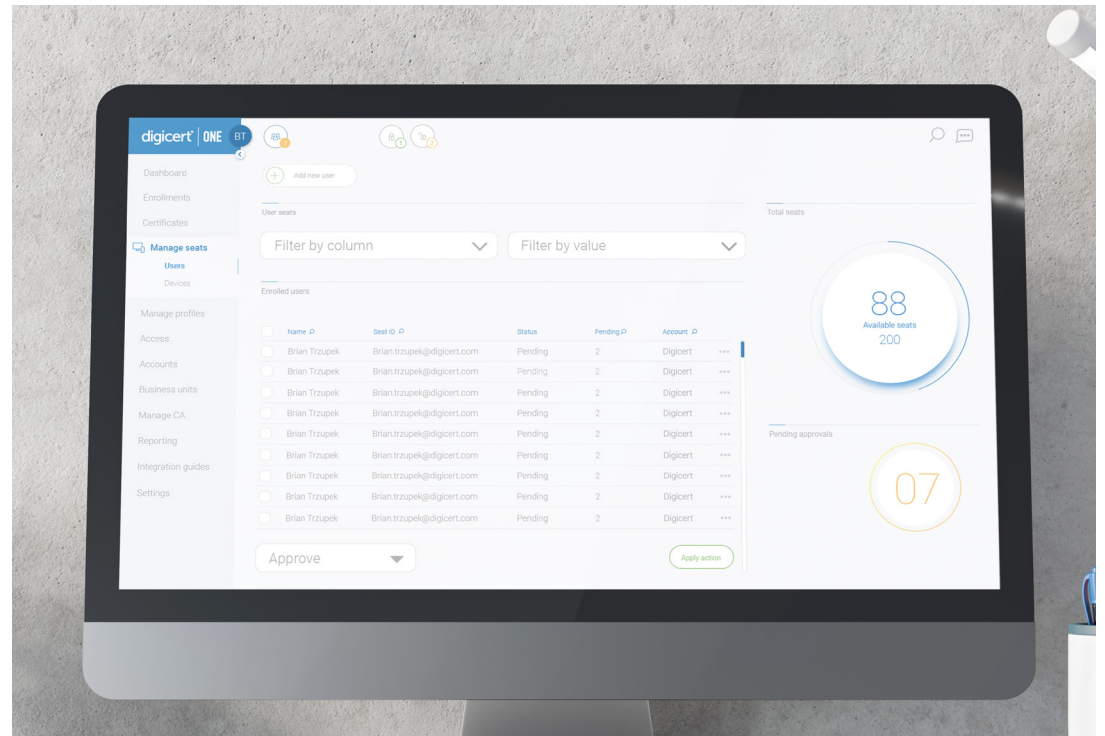 digicert® | ONE BT
7
3
2
Add new user
Dashboard
Enrollments
Certificates
Manage seats
Users
Devices
Manage profiles
Access
Accounts
Business units
Manage CA
Reporting
Integration guides
Settings
User seats
Filter by column
Filter by value
Enrolled users
Name Seat ID Status Pending Account
Brian Trzupek Brian.trzupek@digicert.com Pending 2 Digicert
Brian Trzupek Brian.trzupek@digicert.com Pending 2 Digicert
Brian Trzupek Brian.trzupek@digicert.com Pending 2 Digicert
Brian Trzupek Brian.trzupek@digicert.com Pending 2 Digicert
Brian Trzupek Brian.trzupek@digicert.com Pending 2 Digicert
Brian Trzupek Brian.trzupek@digicert.com Pending 2 Digicert
Brian Trzupek Brian.trzupek@digicert.com Pending 2 Digicert
Brian Trzupek Brian.trzupek@digicert.com Pending 2 Digicert
Brian Trzupek Brian.trzupek@digicert.com Pending 2 Digicert
Approve
Apply action
Total seats
88
Available seats
200
Pending approvals
07